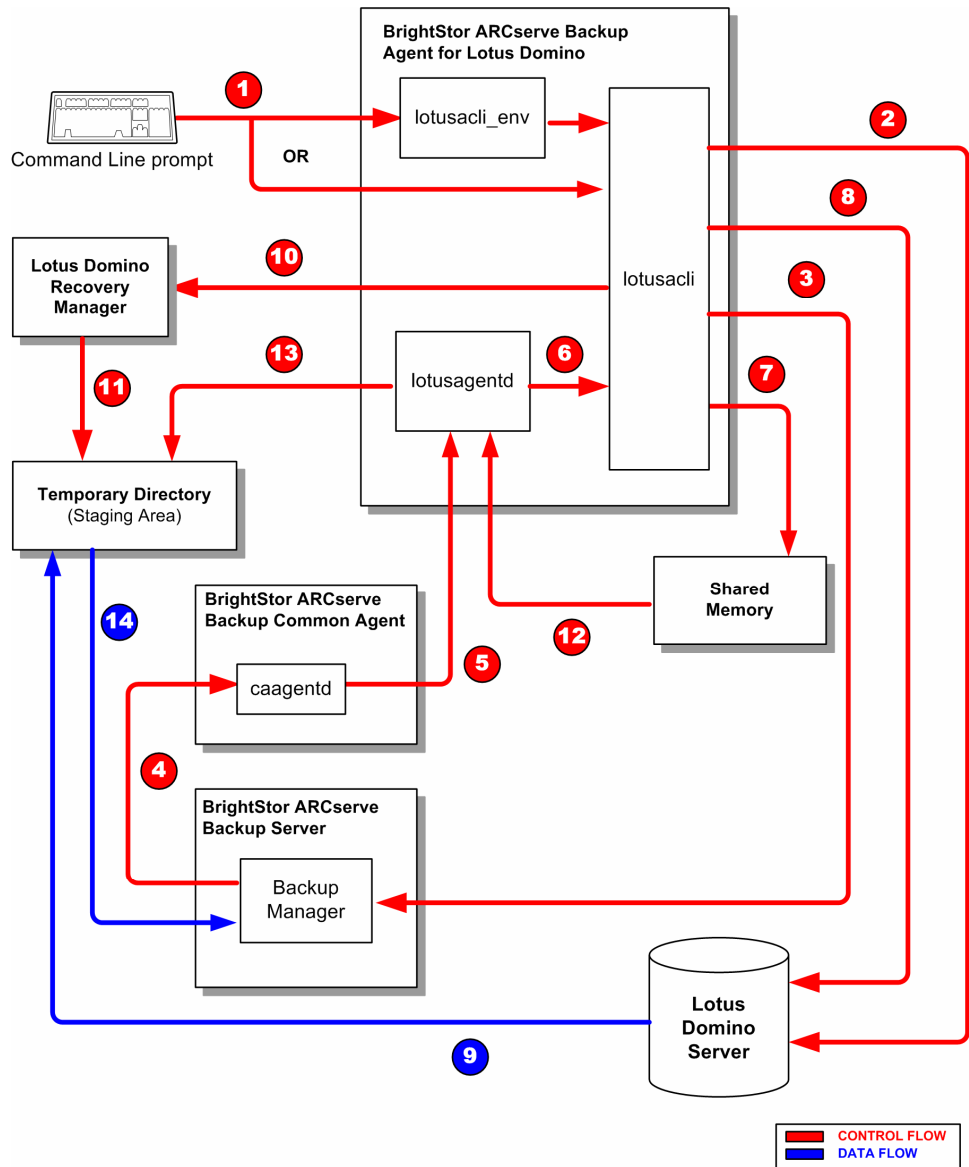 BrightStor ARCserve Backup
Agent for Lotus Domino
1
lotusacli_env
2
Command Line prompt
OR
8
10
Lotus Domino
Recovery
Manager
lotusacli
3
13
6
7
11
lotusagentd
Temporary Directory
(Staging Area)
14
BrightStor ARCserve
Backup Common Agent
Shared
Memory
12
5
caagentd
4
BrightStor ARCserve
Backup Server
Backup
Manager
Lotus
Domino
Server
9
CONTROL FLOW
DATA FLOW